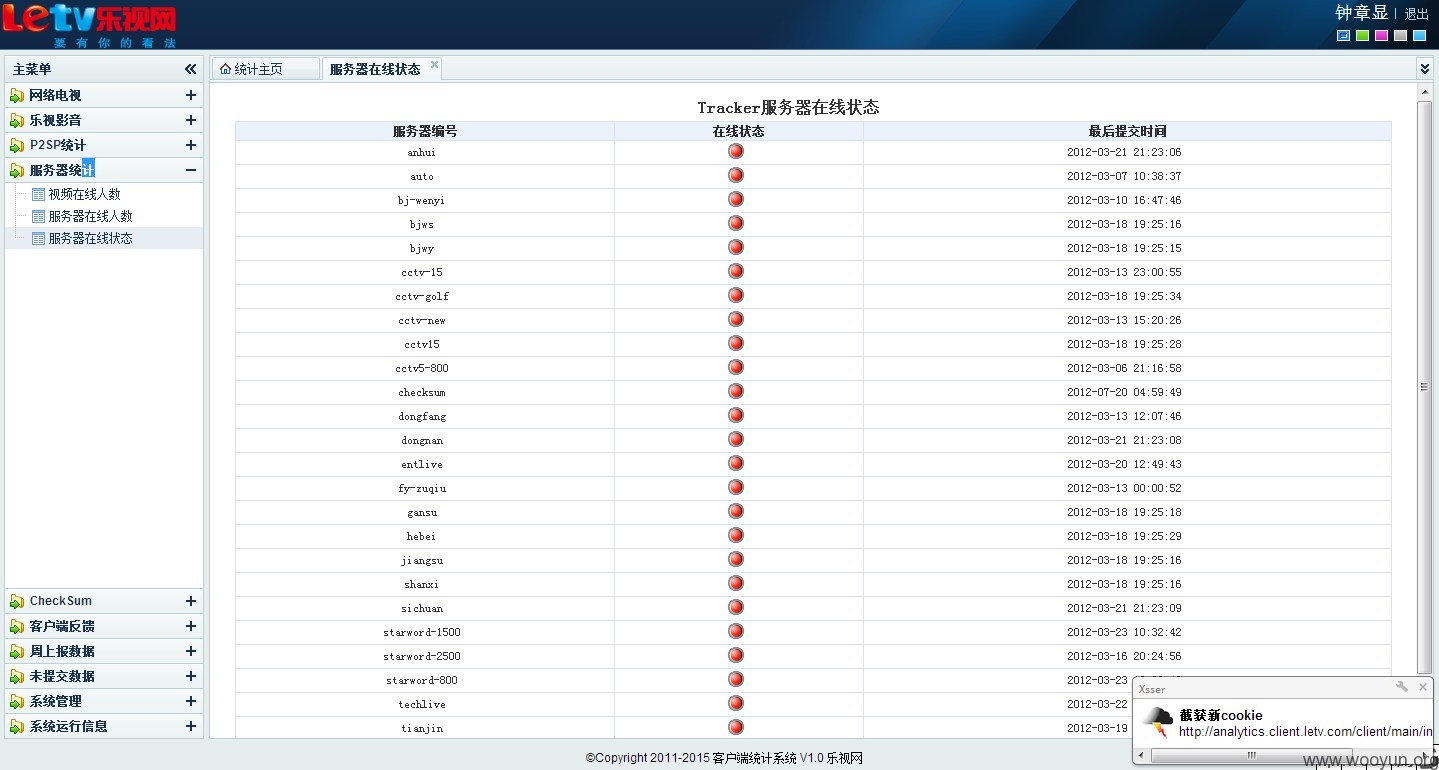 Letv乐视网
要有你的看法
钟章显 | 退出
主菜单
统计主页
服务器在线状态
网络电视
乐视影音
P2SP统计
服务器统计
视频在线人数
服务器在线人数
服务器在线状态
CheckSum
客户端反馈
周上报数据
未提交数据
系统管理
系统运行信息
Tracker服务器在线状态
服务器编号 在线状态 最后提交时间
anhui 2012-03-21 21:23:06
auto 2012-03-07 10:38:37
bj-wenyi 2012-03-10 16:47:46
bjws 2012-03-18 19:25:16
bjwy 2012-03-18 19:25:15
cctv-15 2012-03-13 23:00:55
cctv-golf 2012-03-18 19:25:34
cctv-new 2012-03-13 15:20:26
cctv15 2012-03-18 19:25:28
cctv5-800 2012-03-06 21:16:58
checksum 2012-07-20 04:59:49
dongfang 2012-03-13 12:07:46
dongnan 2012-03-21 21:23:08
entlive 2012-03-20 12:49:43
fy-zuqiu 2012-03-13 00:00:52
gansu 2012-03-18 19:25:18
hebei 2012-03-18 19:25:29
jiangsu 2012-03-18 19:25:16
shanxi 2012-03-18 19:25:16
sichuan 2012-03-21 21:23:09
starword-1500 2012-03-23 10:32:42
starword-2500 2012-03-16 20:24:56
starword-800 2012-03-23
techlive 2012-03-22
tianjin 2012-03-19
Xsser
截获新cookie
http://analytics.client.letv.com/client/main/in
©Copyright 2011-2015 客户端统计系统 V1.0 乐视网
www.wooyun.org